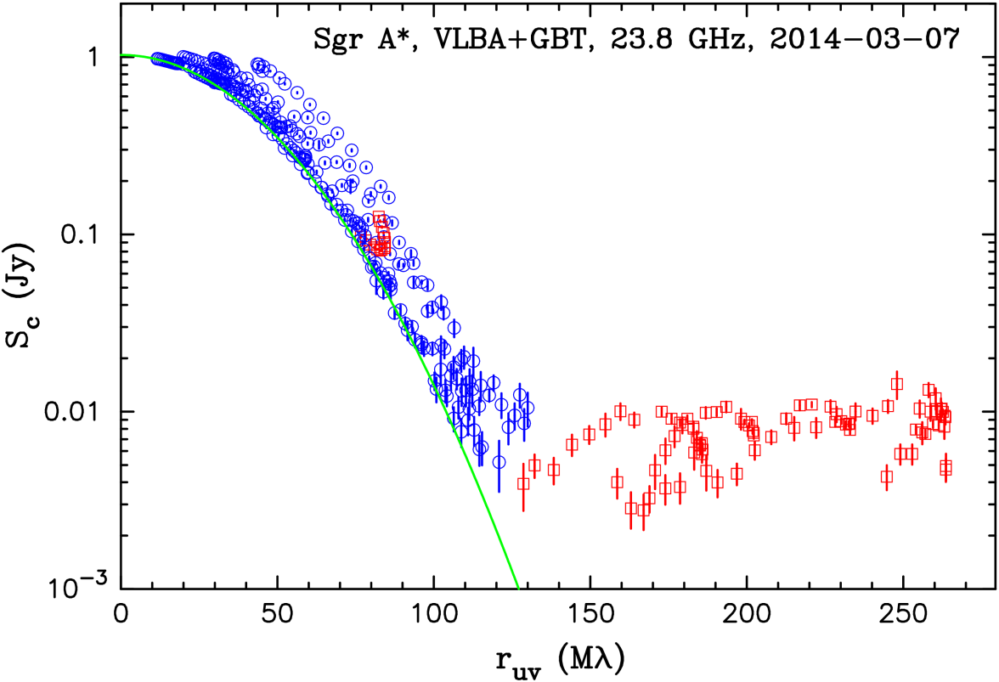 Sgr A*, VLBA+GBT, 23.8 GHz, 2014-03-07
1
0.1
0.01
10⁻³
S_c (Jy)
0 50 100 150 200 250
r_uv (Mλ)